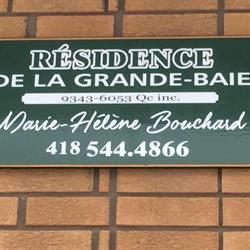 RÉSIDENCE
DE LA GRANDE-BAIE
9343-6053 Qc inc.
Marie-Hélène Bouchard
418 544.4866